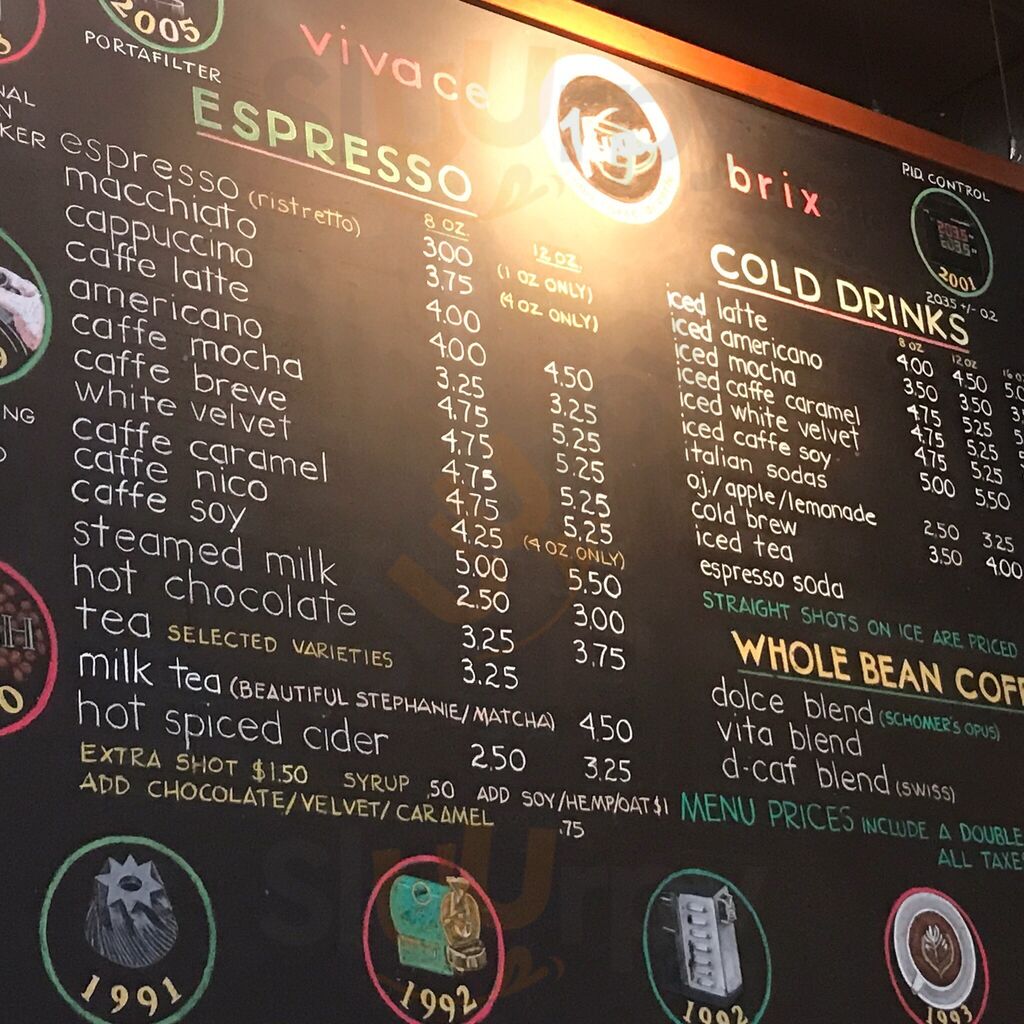 2005
PORTAFILTER
vivace
brix
PID CONTROL
2001
203.5 +/- 0.2
KER
NG
H
ESPRESSO
8 OZ. 12 OZ.
espresso (ristretto) 3.00 (1 OZ ONLY)
macchiato 3.75 (4 OZ ONLY)
cappuccino 4.00
caffe latte 4.00 4.50
americano 3.25 3.25
caffe mocha 4.75 5.25
caffe breve 4.75 5.25
white velvet 4.75 5.25
caffe caramel 4.75 5.25
caffe nico 4.25 (4 OZ. ONLY)
caffe soy 5.00 5.50
steamed milk 2.50 3.00
hot chocolate 3.25 3.75
tea SELECTED VARIETIES 3.25
milk tea (BEAUTIFUL STEPHANIE/MATCHA) 4.50
hot spiced cider 2.50 3.25
EXTRA SHOT $1.50 SYRUP .50 ADD SOY/HEMP/OAT $1
ADD CHOCOLATE/VELVET/CARAMEL .75
COLD DRINKS
8 OZ 12 OZ
iced latte 4.00 4.50
iced americano 3.50 3.50
iced mocha 4.75 5.25
iced caffe caramel 4.75 5.25
iced white velvet 4.75 5.25
iced caffe soy 5.00 5.50
italian sodas
oj./apple/lemonade 2.50 3.25
cold brew 3.50 4.00
iced tea
espresso soda
STRAIGHT SHOTS ON ICE ARE PRICED
WHOLE BEAN COFF
dolce blend (SCHOMER'S OPUS)
vita blend
d-caf blend (SWISS)
MENU PRICES INCLUDE A DOUBLE
ALL TAXE
1991
1992
1992
1993